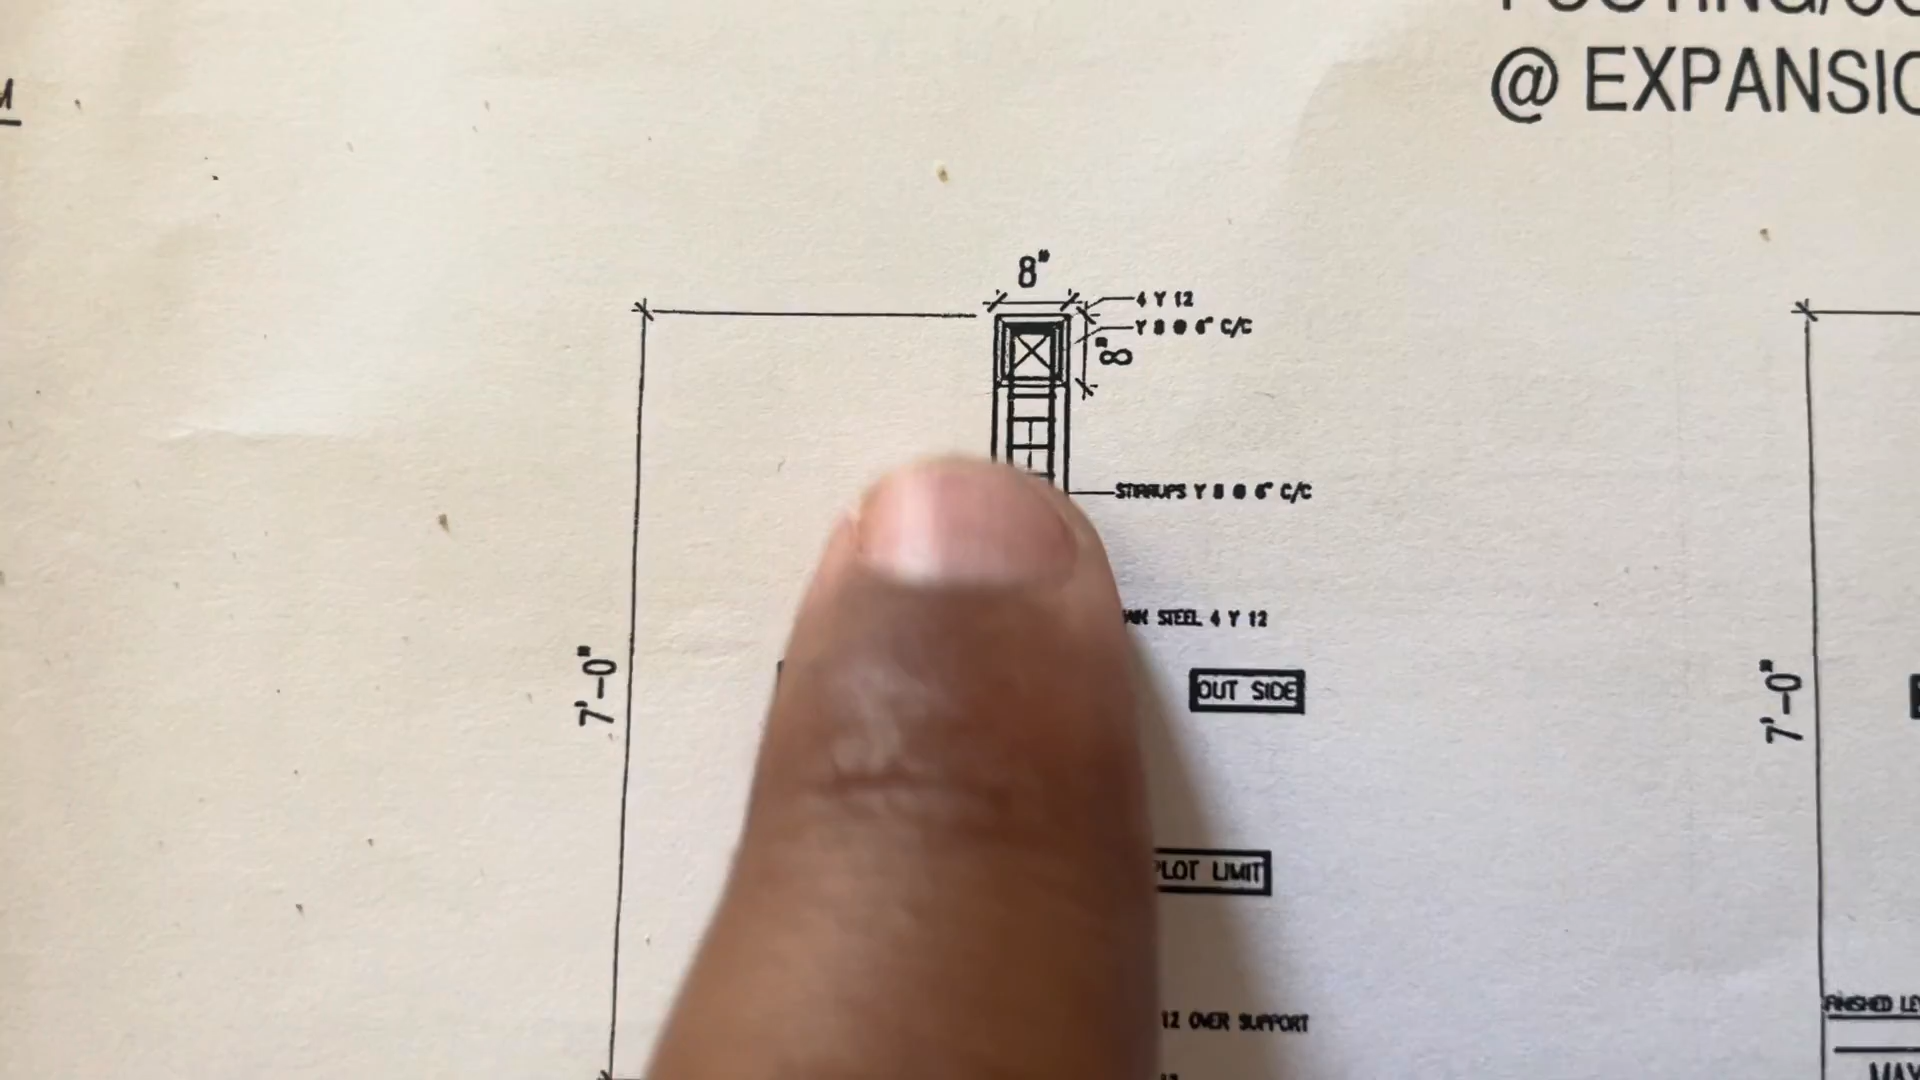 @
8"
4 Y 12
Y 8 @ 6" C/C
8"
STIRRUPS Y 8 @ 6" C/C
STEEL 4 Y 12
7'-0"
OUT SIDE
7'-0"
PLOT LIMIT
FINISHED
12 OVER SUPPORT